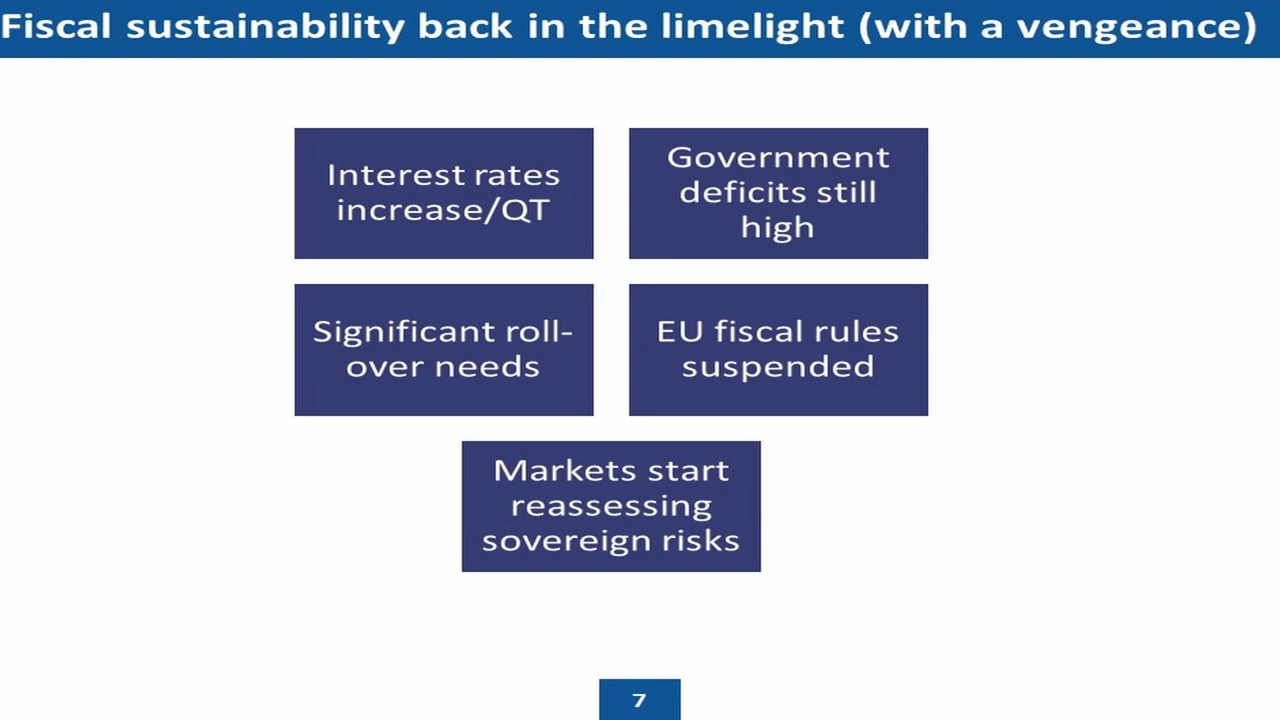 Fiscal sustainability back in the limelight (with a vengeance)
Interest rates
increase/QT
Government
deficits still
high
Significant roll-
over needs
EU fiscal rules
suspended
Markets start
reassessing
sovereign risks
7